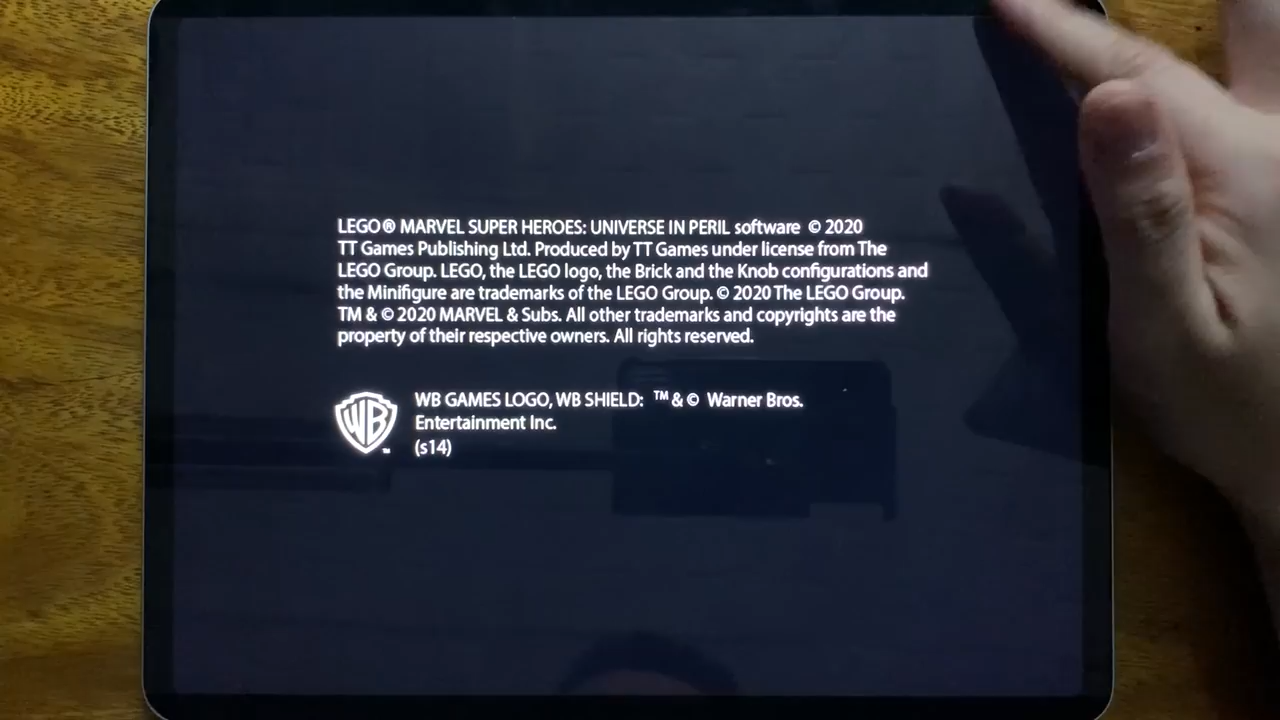 LEGO® MARVEL SUPER HEROES: UNIVERSE IN PERIL software © 2020
TT Games Publishing Ltd. Produced by TT Games under license from The
LEGO Group. LEGO, the LEGO logo, the Brick and the Knob configurations and
the Minifigure are trademarks of the LEGO Group. © 2020 The LEGO Group.
TM & © 2020 MARVEL & Subs. All other trademarks and copyrights are the
property of their respective owners. All rights reserved.
WB™
WB GAMES LOGO, WB SHIELD: ™ & © Warner Bros.
Entertainment Inc.
(s14)